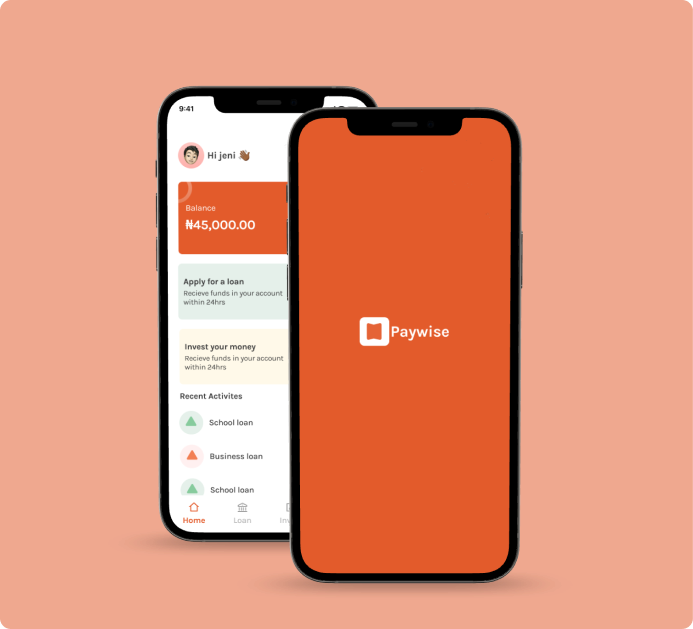 9:41
Hi jeni 👋🏾
Balance
₦45,000.00
Apply for a loan
Recieve funds in your account
within 24hrs
Invest your money
Recieve funds in your account
within 24hrs
Recent Activites
School loan
Business loan
School loan
Home
Loan
Paywise